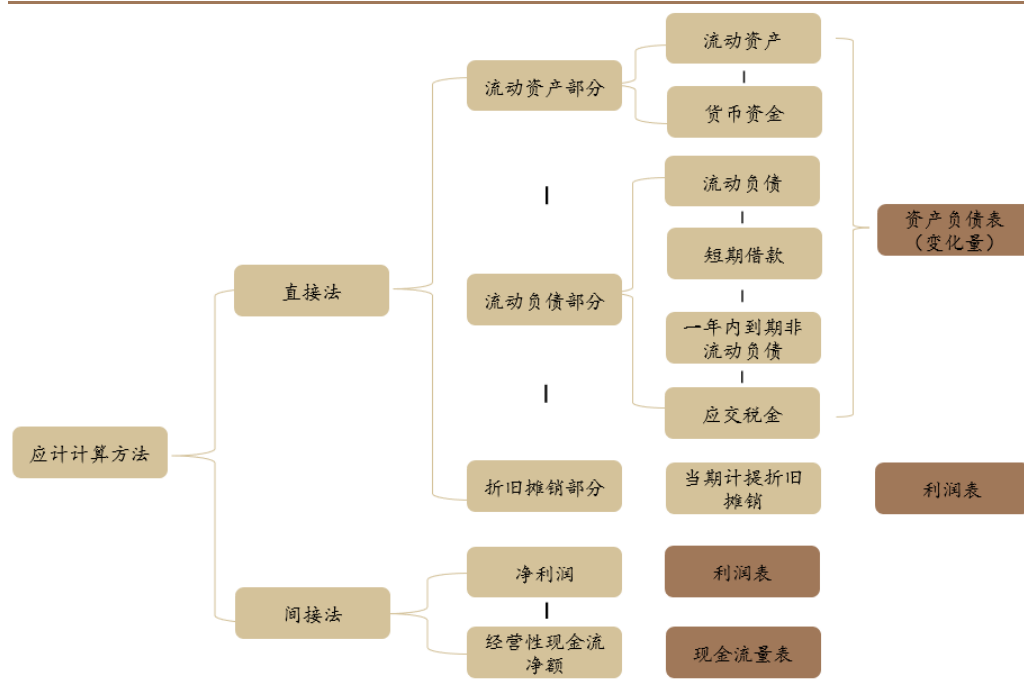 流动资产
流动资产部分
货币资金
流动负债
资产负债表
（变化量）
短期借款
直接法
流动负债部分
一年内到期非
流动负债
应交税金
应计计算方法
折旧摊销部分
当期计提折旧
摊销
利润表
净利润
利润表
间接法
经营性现金流
净额
现金流量表